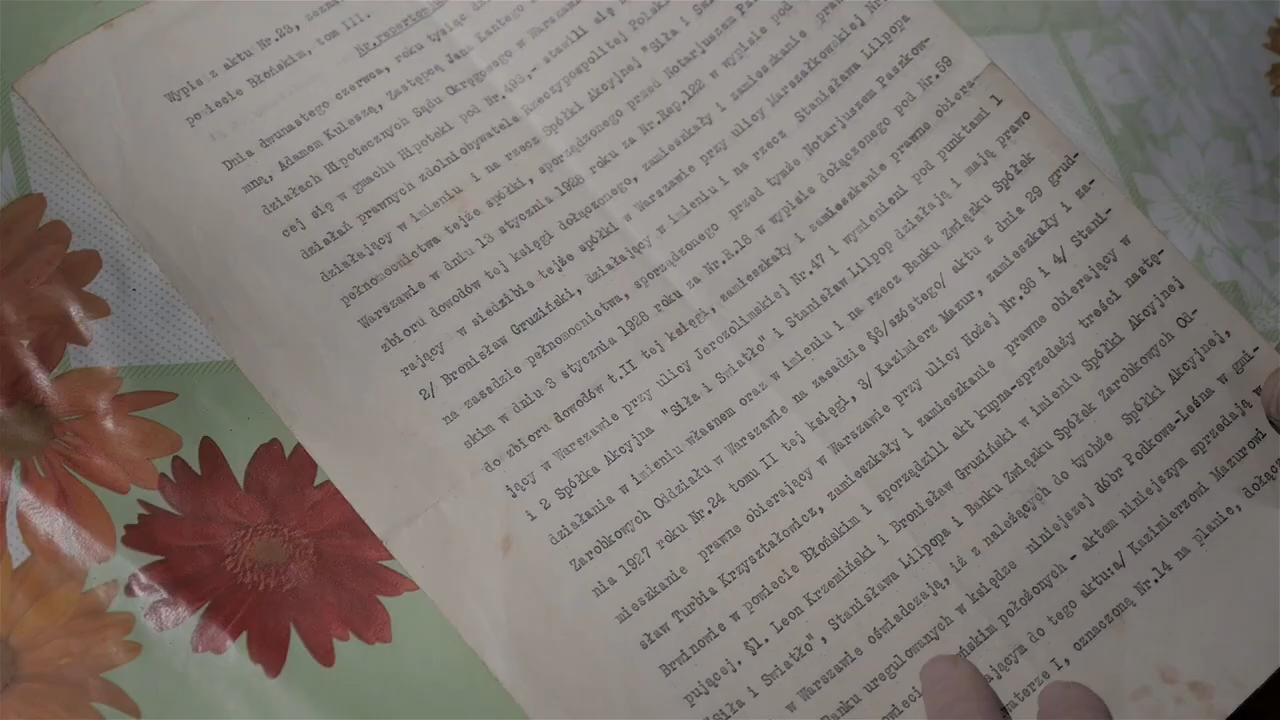 Wypis z aktu Nr.23, zezna
powiecie Błońskim, tom III.
Nr.reperto
Dnia dwunastego czerwca, roku tysiąc d
mną, Adamem Kuleszą, Zastępcą Jana Łantego
działach Hipotecznych Sądu Okręgowego w Warszaw
cej się w gmachu Hipoteki pod Nr.498,- stawili się
działań prawnych zdolni obywatele Rzeczypospolitej Polsk
działający w imieniu i na rzecz Spółki Akcyjnej "Siła i Św
pełnomocnictwa tejże spółki, sporządzonego przed Notarjuszem Pa
Warszawie w dniu 13 stycznia 1928 roku za Nr.Rep.122 w wypisie pod
zbioru dowodów tej księgi dołączonego, zamieszkały i zamieszkanie praw
rający w siedzibie tejże spółki w Warszawie przy ulicy Marszałkowskiej Nr
2/ Bronisław Gruziński, działający w imieniu i na rzecz Stanisława Lilpopa
na zasadzie pełnomocnictwa, sporządzonego przed tymże Notarjuszem Paszkow-
skim w dniu 3 stycznia 1928 roku za Nr.R.18 w wypisie dołączonego pod Nr.59
do zbioru dowodów t.II tej księgi, zamieszkały i zamieszkanie prawne obiera-
jący w Warszawie przy ulicy Jerozolimskiej Nr.47 i wymienieni pod punktami 1
i 2 Spółka Akcyjna "Siła i Światło" i Stanisław Lilpop działają i mają prawo
działania w imieniu własnem oraz w imieniu i na rzecz Banku Związku Spółek
Zarobkowych Oddziału w Warszawie na zasadzie §6/szóstego/ aktu z dnia 29 grud-
nia 1927 roku Nr.24 tomu II tej księgi, 3/ Kazimierz Mazur, zamieszkały i za-
mieszkanie prawne obierający w Warszawie przy ulicy Hożej Nr.36 i 4/ Stani-
sław Turbia Krzyształowicz, zamieszkały i zamieszkanie prawne obierający w
Brwinowie w powiecie Błońskim i sporządzili akt kupna-sprzedaży treści nastę-
pującej. §1. Leon Krzemiński i Bronisław Gruziński w imieniu Spółki Akcyjnej
"Siła i Światło", Stanisława Lilpopa i Banku Związku Spółek Zarobkowych Od-
w Warszawie oświadczają, iż z należących do tychże Spółki Akcyjnej,
Banku uregulowanych w księdze niniejszej dóbr Podkowa-Leśna w gmi-
owieci ńskim położonych - aktem niniejszym sprzedają w
ającym do tego aktu:a/ Kazimierzowi Mazurowi
waterze I, oznaczoną Nr.14 na planie, dołącz